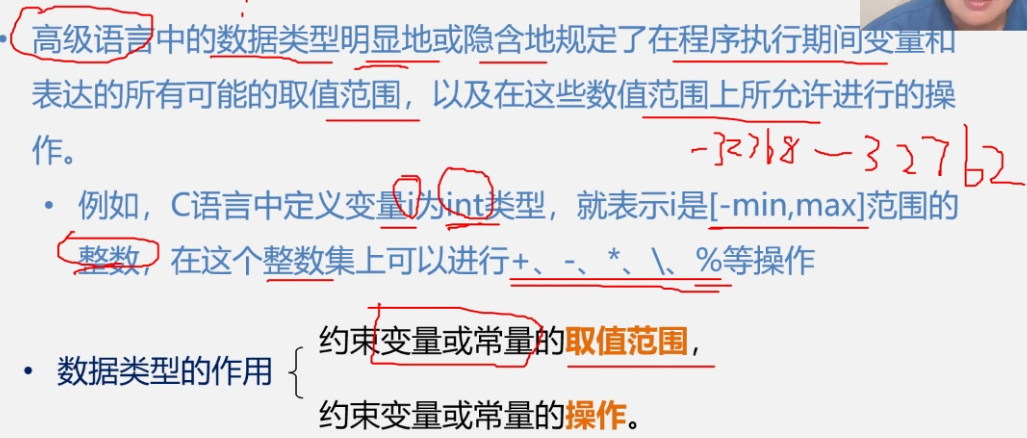 • 高级语言中的数据类型明显地或隐含地规定了在程序执行期间变量和
表达的所有可能的取值范围，以及在这些数值范围上所允许进行的操
作。
-32768—32762
• 例如，C语言中定义变量i为int类型，就表示i是[-min,max]范围的
整数，在这个整数集上可以进行+、-、*、\、%等操作
约束变量或常量的取值范围，
• 数据类型的作用
约束变量或常量的操作。